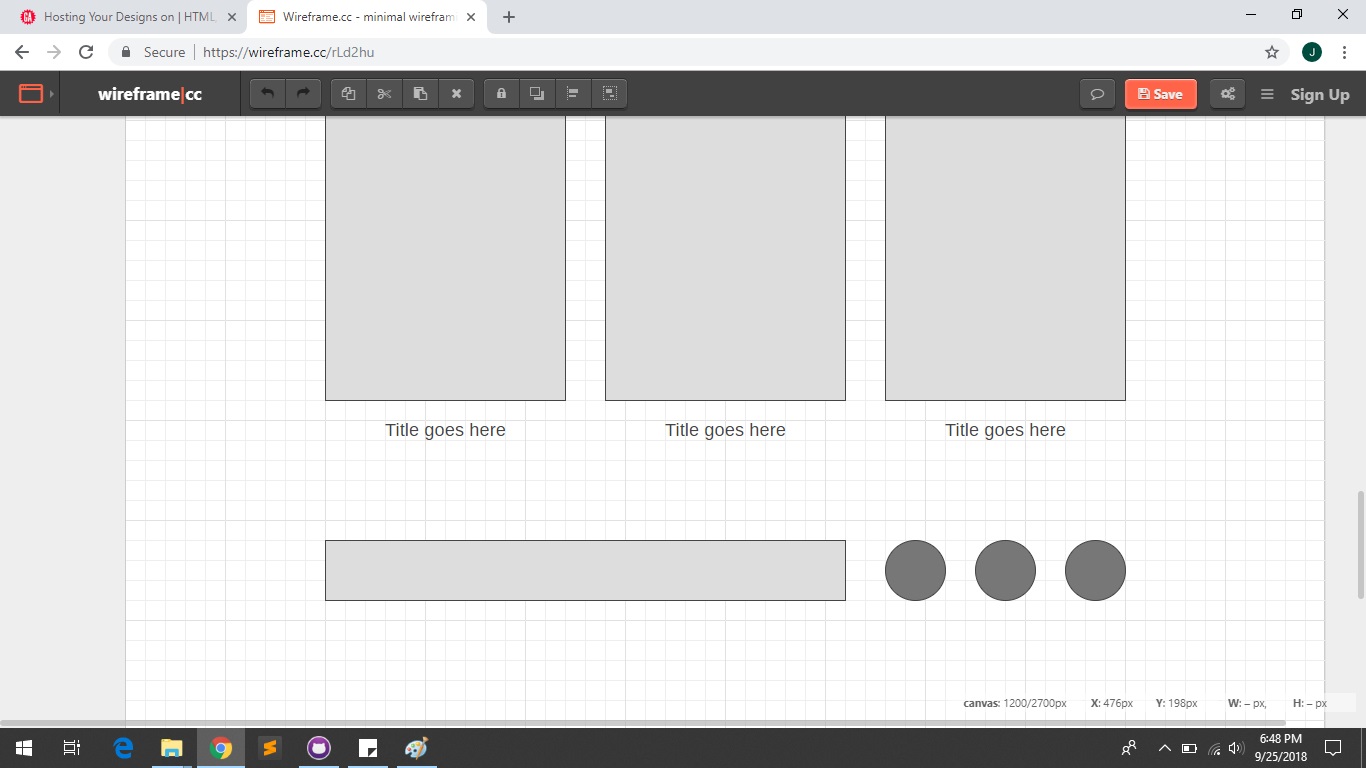 Hosting Your Designs on | HTML,
Wireframe.cc - minimal wirefram
Secure
https://wireframe.cc/rLd2hu
J
wireframe|cc
Save
Sign Up
Title goes here
Title goes here
Title goes here
canvas: 1200/2700px X: 476px Y: 198px W: – px, H: – px
6:48 PM
9/25/2018